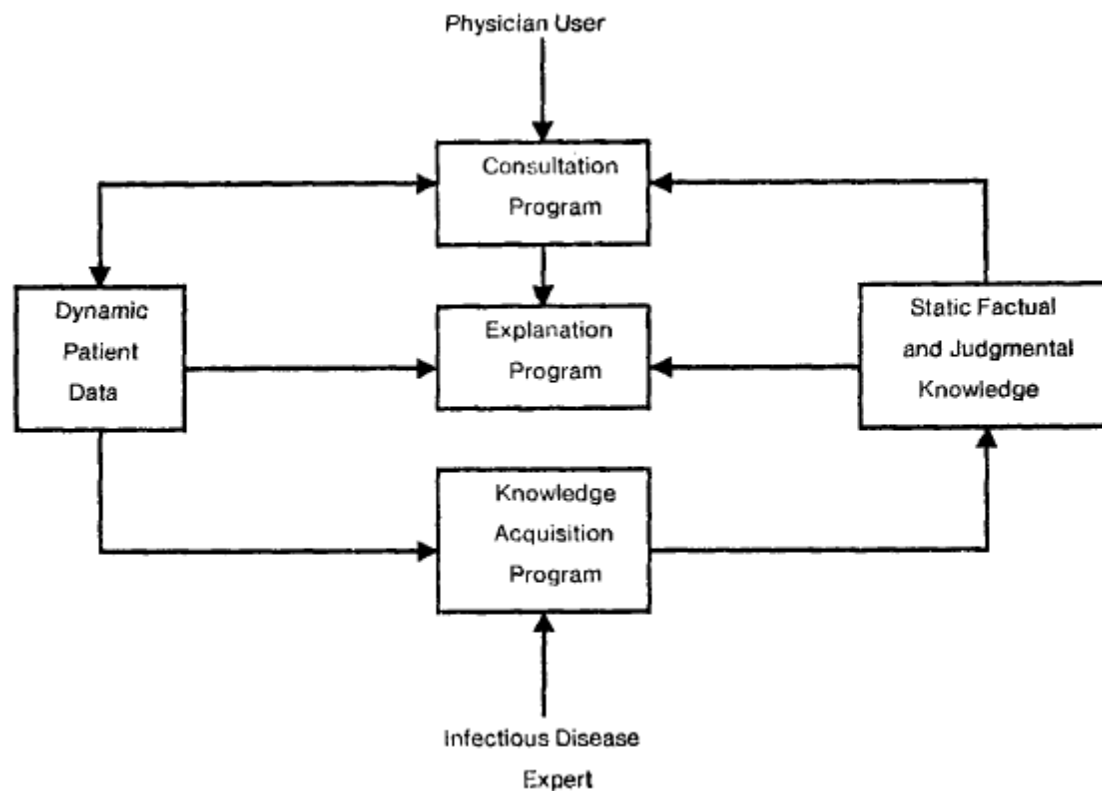 Physician User
Consultation
Program
Dynamic
Patient
Data
Explanation
Program
Static Factual
and Judgmental
Knowledge
Knowledge
Acquisition
Program
Infectious Disease
Expert